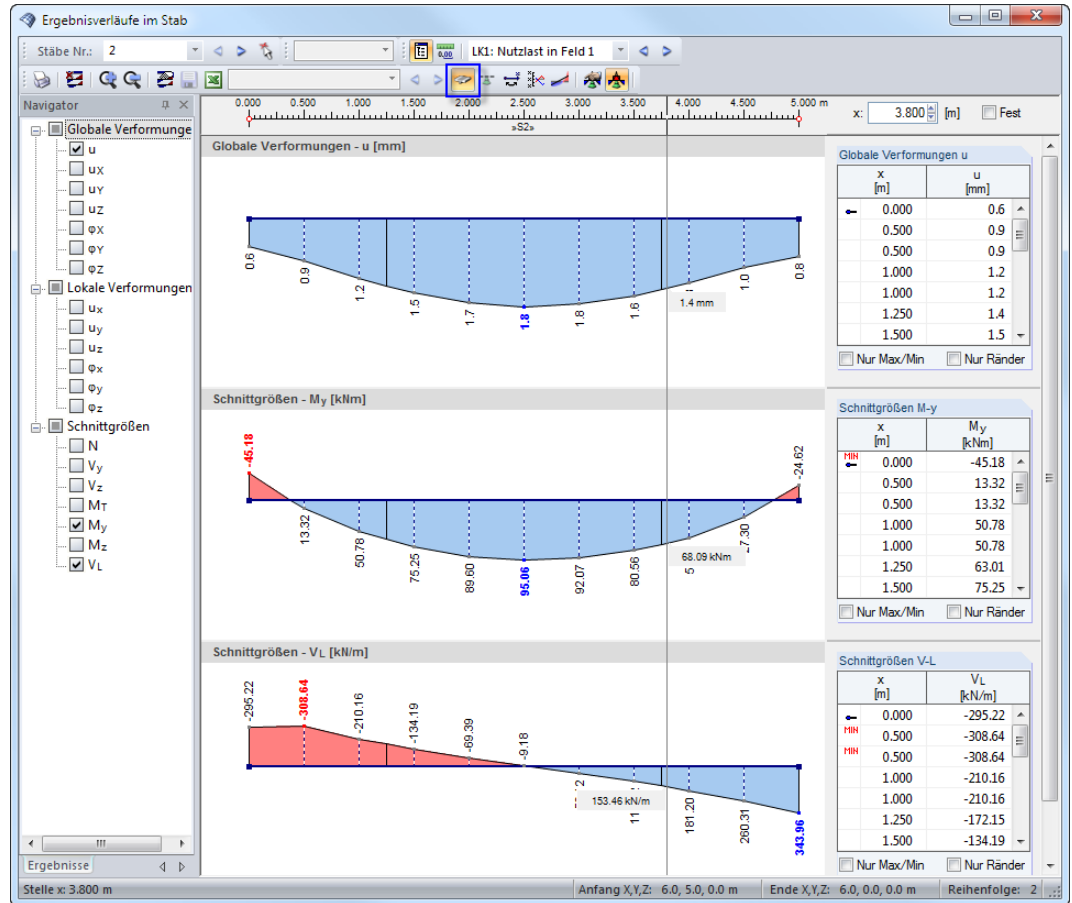 Ergebnisverläufe im Stab
Stäbe Nr.: 2
LK1: Nutzlast in Feld 1
Navigator
Globale Verformunge
u
uX
uY
uZ
φX
φY
φZ
Lokale Verformungen
ux
uy
uz
φx
φy
φz
Schnittgrößen
N
Vy
Vz
MT
My
Mz
VL
Ergebnisse
0.000 0.500 1.000 1.500 2.000 2.500 3.000 3.500 4.000 4.500 5.000 m
»S2»
x: 3.800 [m] Fest
Globale Verformungen - u [mm]
0.6 0.9 1.2 1.5 1.7 1.8 1.8 1.6 1.0 0.8
1.4 mm
Globale Verformungen u
x u
[m] [mm]
0.000 0.6
0.500 0.9
0.500 0.9
1.000 1.2
1.000 1.2
1.250 1.4
1.500 1.5
Nur Max/Min Nur Ränder
Schnittgrößen - My [kNm]
-45.18 13.32 50.78 75.25 89.60 95.06 92.07 80.56 27.30 -24.62
68.09 kNm
Schnittgrößen M-y
x My
[m] [kNm]
MIN 0.000 -45.18
0.500 13.32
0.500 13.32
1.000 50.78
1.000 50.78
1.250 63.01
1.500 75.25
Nur Max/Min Nur Ränder
Schnittgrößen - VL [kN/m]
-295.22 -308.64 -210.16 -134.19 -69.39 -9.18 181.20 260.31 343.96
153.46 kN/m
Schnittgrößen V-L
x VL
[m] [kN/m]
0.000 -295.22
MIN 0.500 -308.64
MIN 0.500 -308.64
1.000 -210.16
1.000 -210.16
1.250 -172.15
1.500 -134.19
Nur Max/Min Nur Ränder
Stelle x: 3.800 m
Anfang X,Y,Z: 6.0, 5.0, 0.0 m
Ende X,Y,Z: 6.0, 0.0, 0.0 m
Reihenfolge: 2